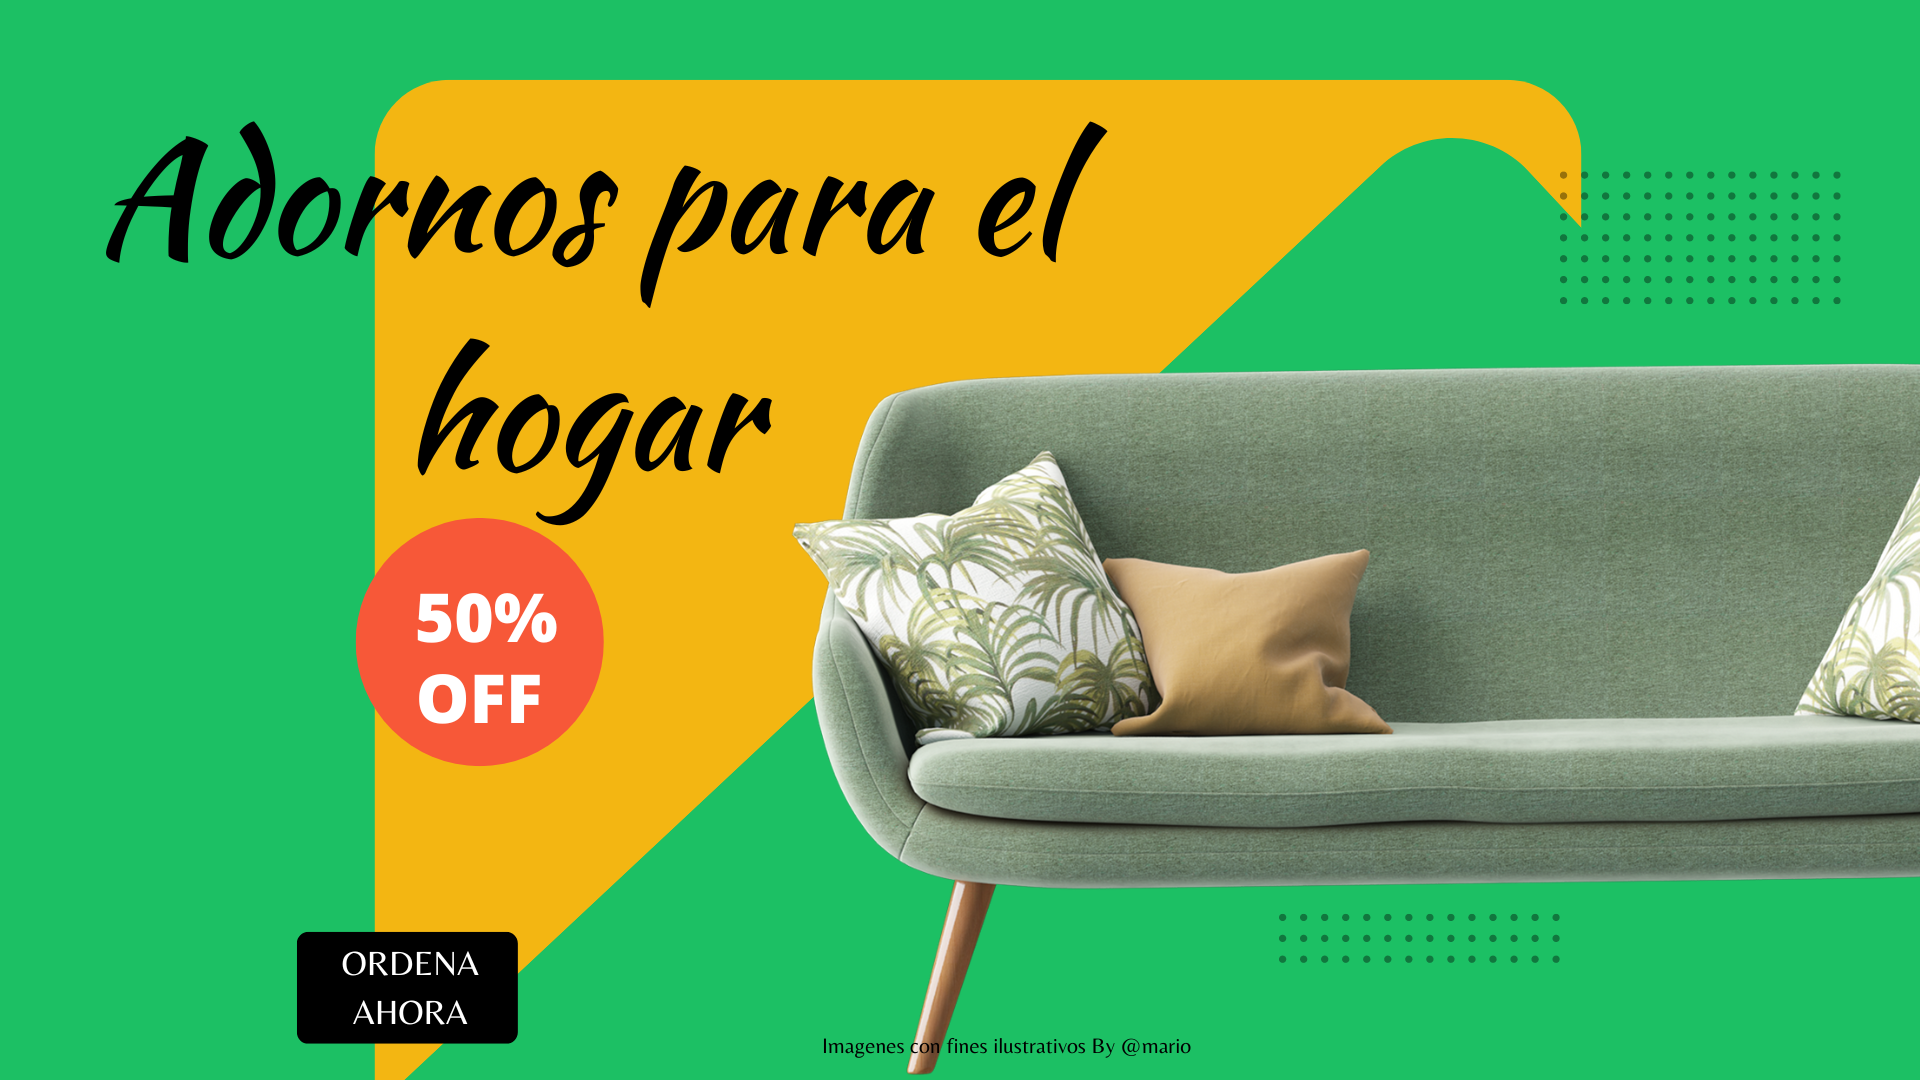 Adornos para el
hogar
50%
OFF
ORDENA
AHORA
Imagenes con fines ilustrativos By @mario